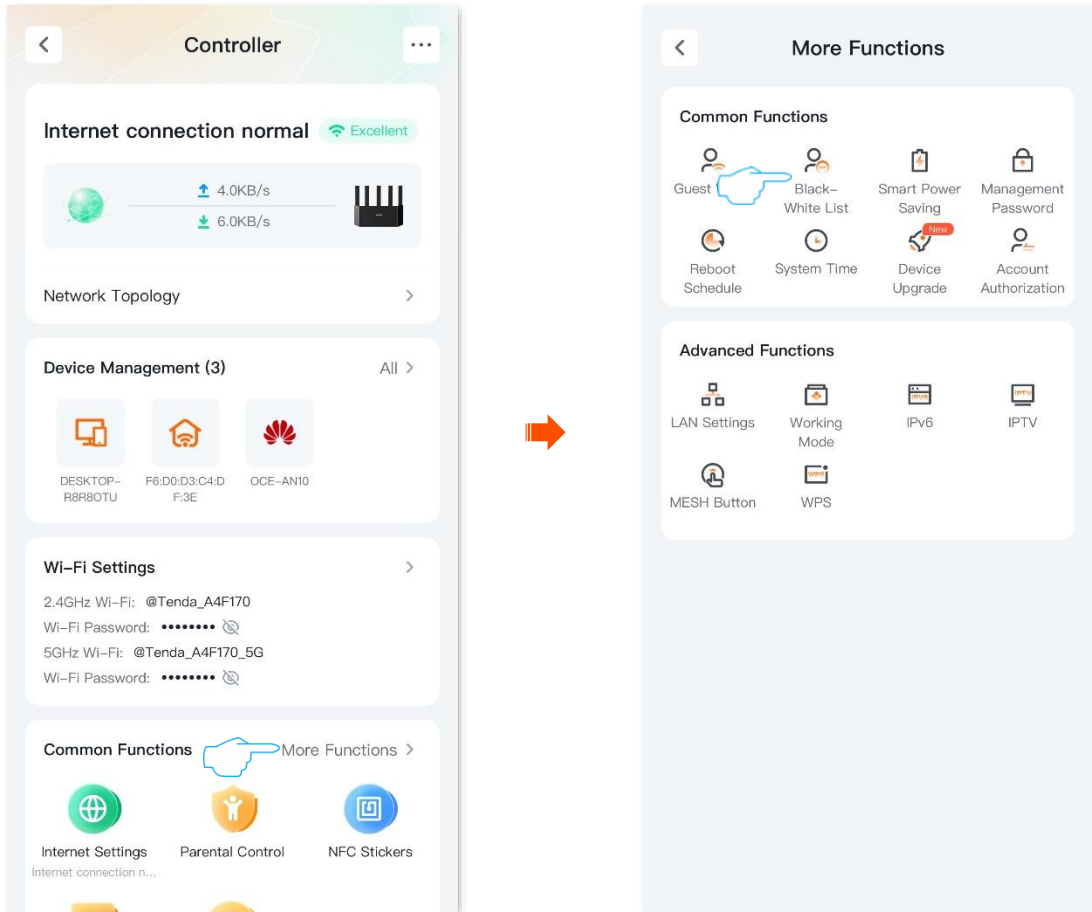 Controller
Internet connection normal
Excellent
4.0KB/s
6.0KB/s
Network Topology
Device Management (3)
All
DESKTOP-
R8R8OTU
F6:D0:D3:C4:D
F:3E
OCE-AN10
Wi-Fi Settings
2.4GHz Wi-Fi: @Tenda_A4F170
Wi-Fi Password: ••••••••
5GHz Wi-Fi: @Tenda_A4F170_5G
Wi-Fi Password: ••••••••
Common Functions
More Functions
Internet Settings
Internet connection n...
Parental Control
NFC Stickers
More Functions
Common Functions
Guest
Black-
White List
Smart Power
Saving
Management
Password
Reboot
Schedule
System Time
New
Device
Upgrade
Account
Authorization
Advanced Functions
LAN Settings
Working
Mode
IPV6
IPv6
IPTV
IPTV
MESH Button
WPS
WPS